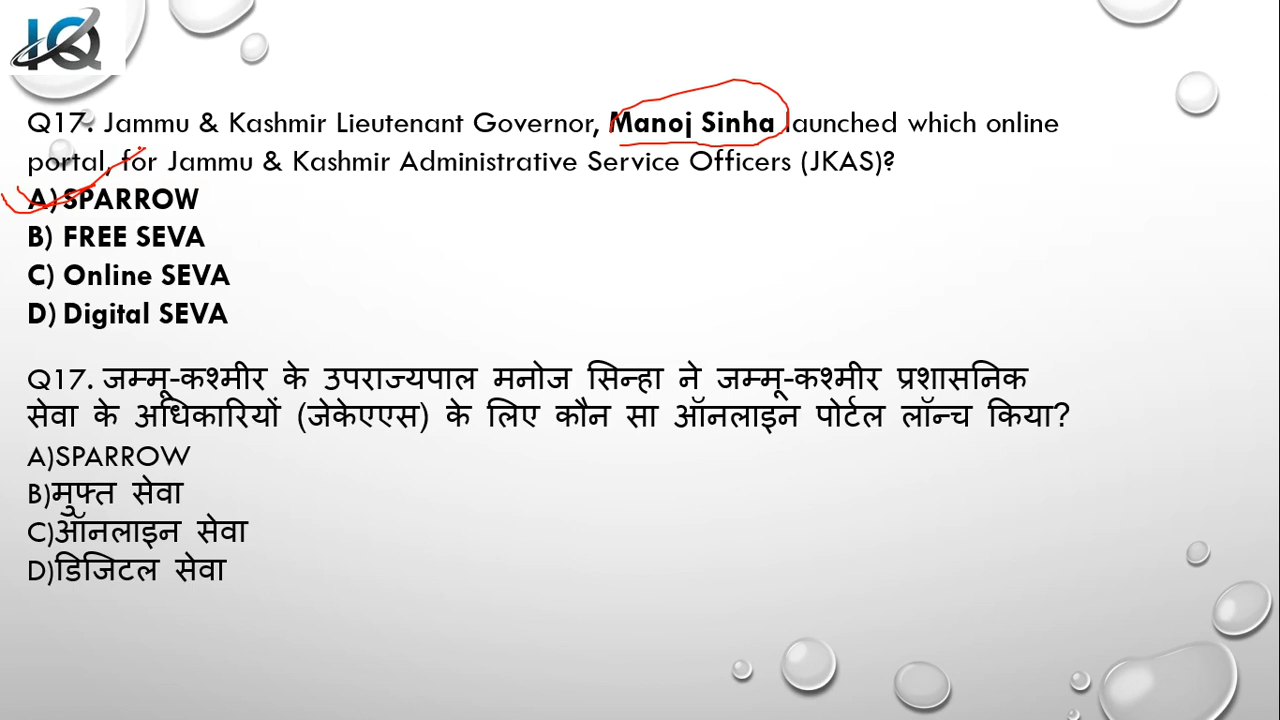 IQ
Q17. Jammu & Kashmir Lieutenant Governor, Manoj Sinha launched which online
portal, for Jammu & Kashmir Administrative Service Officers (JKAS)?
A) SPARROW
B) FREE SEVA
C) Online SEVA
D) Digital SEVA
Q17. जम्मू-कश्मीर के उपराज्यपाल मनोज सिन्हा ने जम्मू-कश्मीर प्रशासनिक
सेवा के अधिकारियों (जेकेएएस) के लिए कौन सा ऑनलाइन पोर्टल लॉन्च किया?
A)SPARROW
B)मुफ्त सेवा
C)ऑनलाइन सेवा
D)डिजिटल सेवा